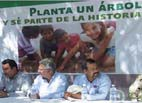 PLANTA UN ÁRBOL
Y SÉ PARTE DE LA HISTORIA